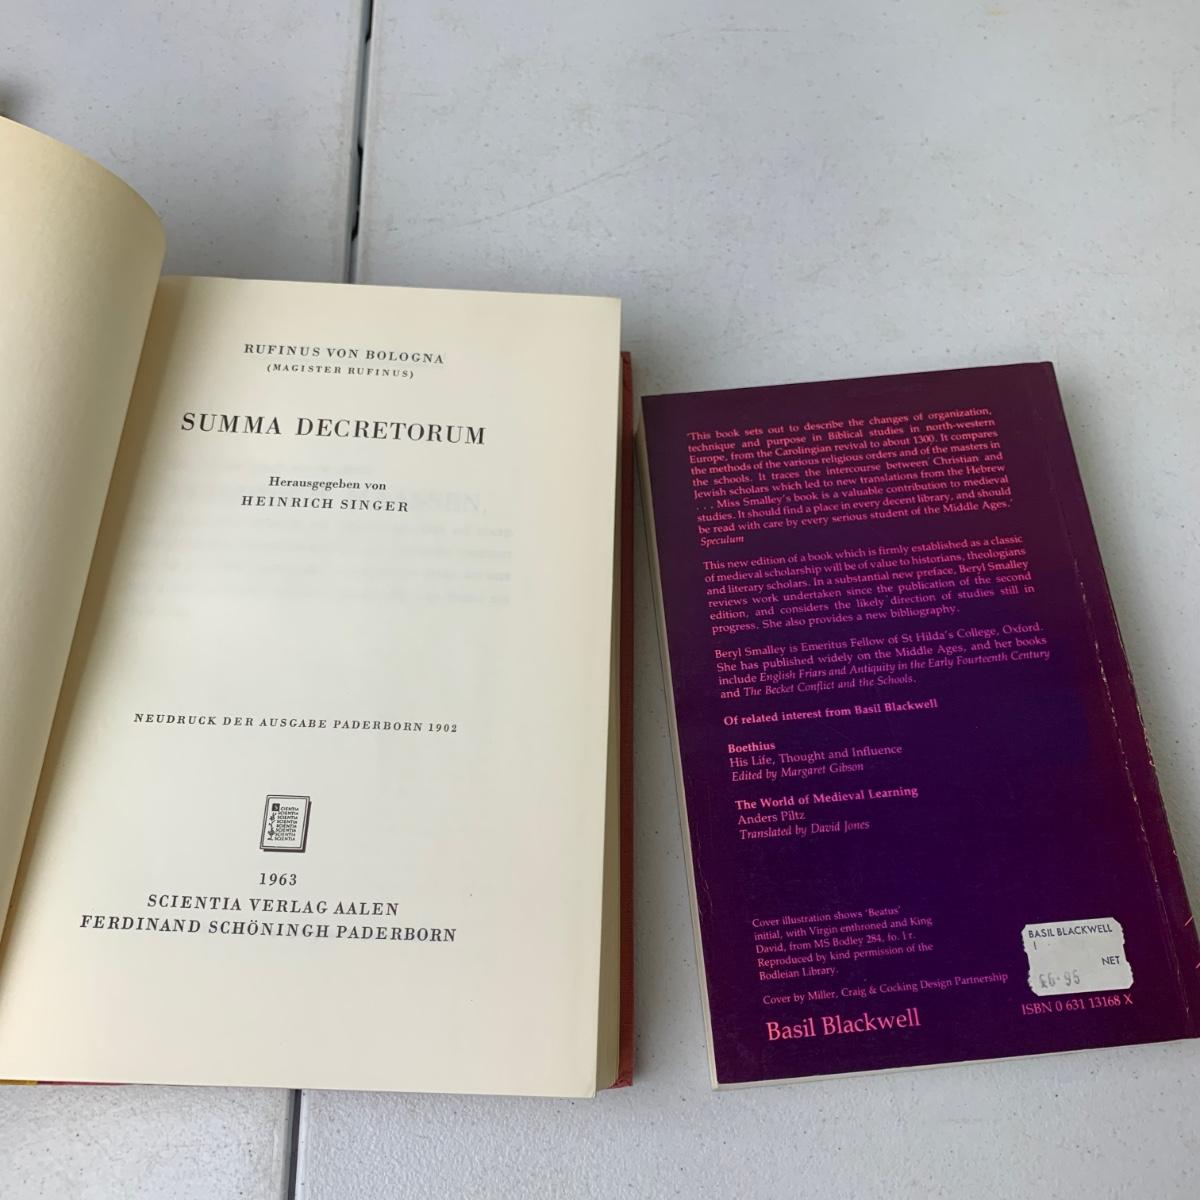 RUFINUS VON BOLOGNA
(MAGISTER RUFINUS)
SUMMA DECRETORUM
Herausgegeben von
HEINRICH SINGER
NEUDRUCK DER AUSGABE PADERBORN 1902
SCIENTIA
SCIENTIA
SCIENTIA
SCIENTIA
SCIENTIA
SCIENTIA
SCIENTIA
1963
SCIENTIA VERLAG AALEN
FERDINAND SCHÖNINGH PADERBORN
'This book sets out to describe the changes of organization,
technique and purpose in Biblical studies in north-western
Europe, from the Carolingian revival to about 1300. It compares
the methods of the various religious orders and of the masters in
the schools. It traces the intercourse between Christian and
Jewish scholars which led to new translations from the Hebrew
. . . Miss Smalley's book is a valuable contribution to medieval
studies. It should find a place in every decent library, and should
be read with care by every serious student of the Middle Ages.'
Speculum
This new edition of a book which is firmly established as a classic
of medieval scholarship will be of value to historians, theologians
and literary scholars. In a substantial new preface, Beryl Smalley
reviews work undertaken since the publication of the second
edition, and considers the likely direction of studies still in
progress. She also provides a new bibliography.
Beryl Smalley is Emeritus Fellow of St Hilda's College, Oxford.
She has published widely on the Middle Ages, and her books
include English Friars and Antiquity in the Early Fourteenth Century
and The Becket Conflict and the Schools.
Of related interest from Basil Blackwell
Boethius
His Life, Thought and Influence
Edited by Margaret Gibson
The World of Medieval Learning
Anders Piltz
Translated by David Jones
Cover illustration shows 'Beatus'
initial, with Virgin enthroned and King
David, from MS Bodley 284, fo. 1 r.
Reproduced by kind permission of the
Bodleian Library.
Cover by Miller, Craig & Cocking Design Partnership
Basil Blackwell
BASIL BLACKWELL
NET
£6·95
ISBN 0 631 13168 X